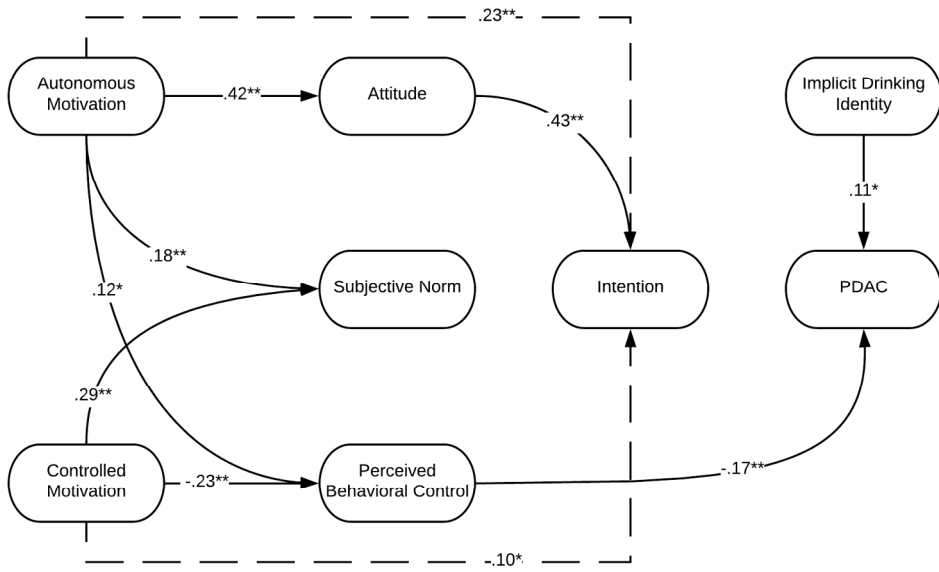 .23**
Autonomous
Motivation
.42**
Attitude
.43**
Implicit Drinking
Identity
.11*
.18**
.12*
Subjective Norm
Intention
PDAC
.29**
Controlled
Motivation
-.23**
Perceived
Behavioral Control
-.17**
-.10*